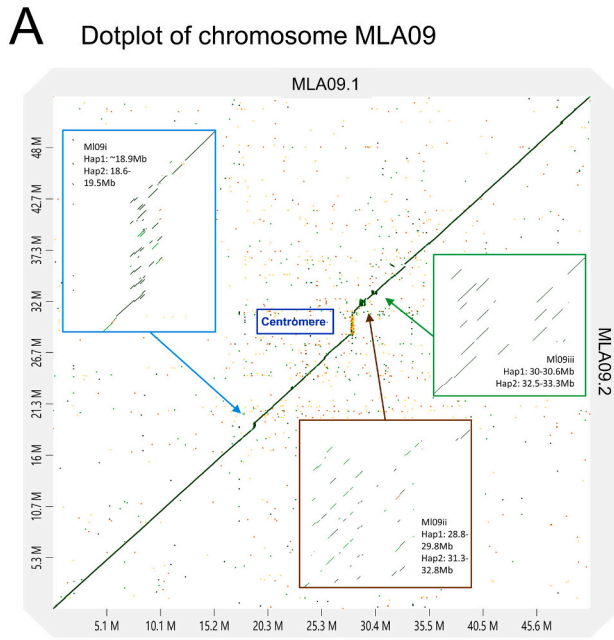 A
Dotplot of chromosome MLA09
MLA09.1
Ml09i
Hap1: ~18.9Mb
Hap2: 18.6-
19.5Mb
48 M
42.7 M
37.3 M
32 M
26.7 M
21.3 M
16 M
10.7 M
5.3 M
Centromere
Ml09iii
Hap1: 30-30.6Mb
Hap2: 32.5-33.3Mb
MLA09.2
Ml09ii
Hap1: 28.8-
29.8Mb
Hap2: 31.3-
32.8Mb
5.1 M 10.1 M 15.2 M 20.3 M 25.3 M 30.4 M 35.5 M 40.5 M 45.6 M